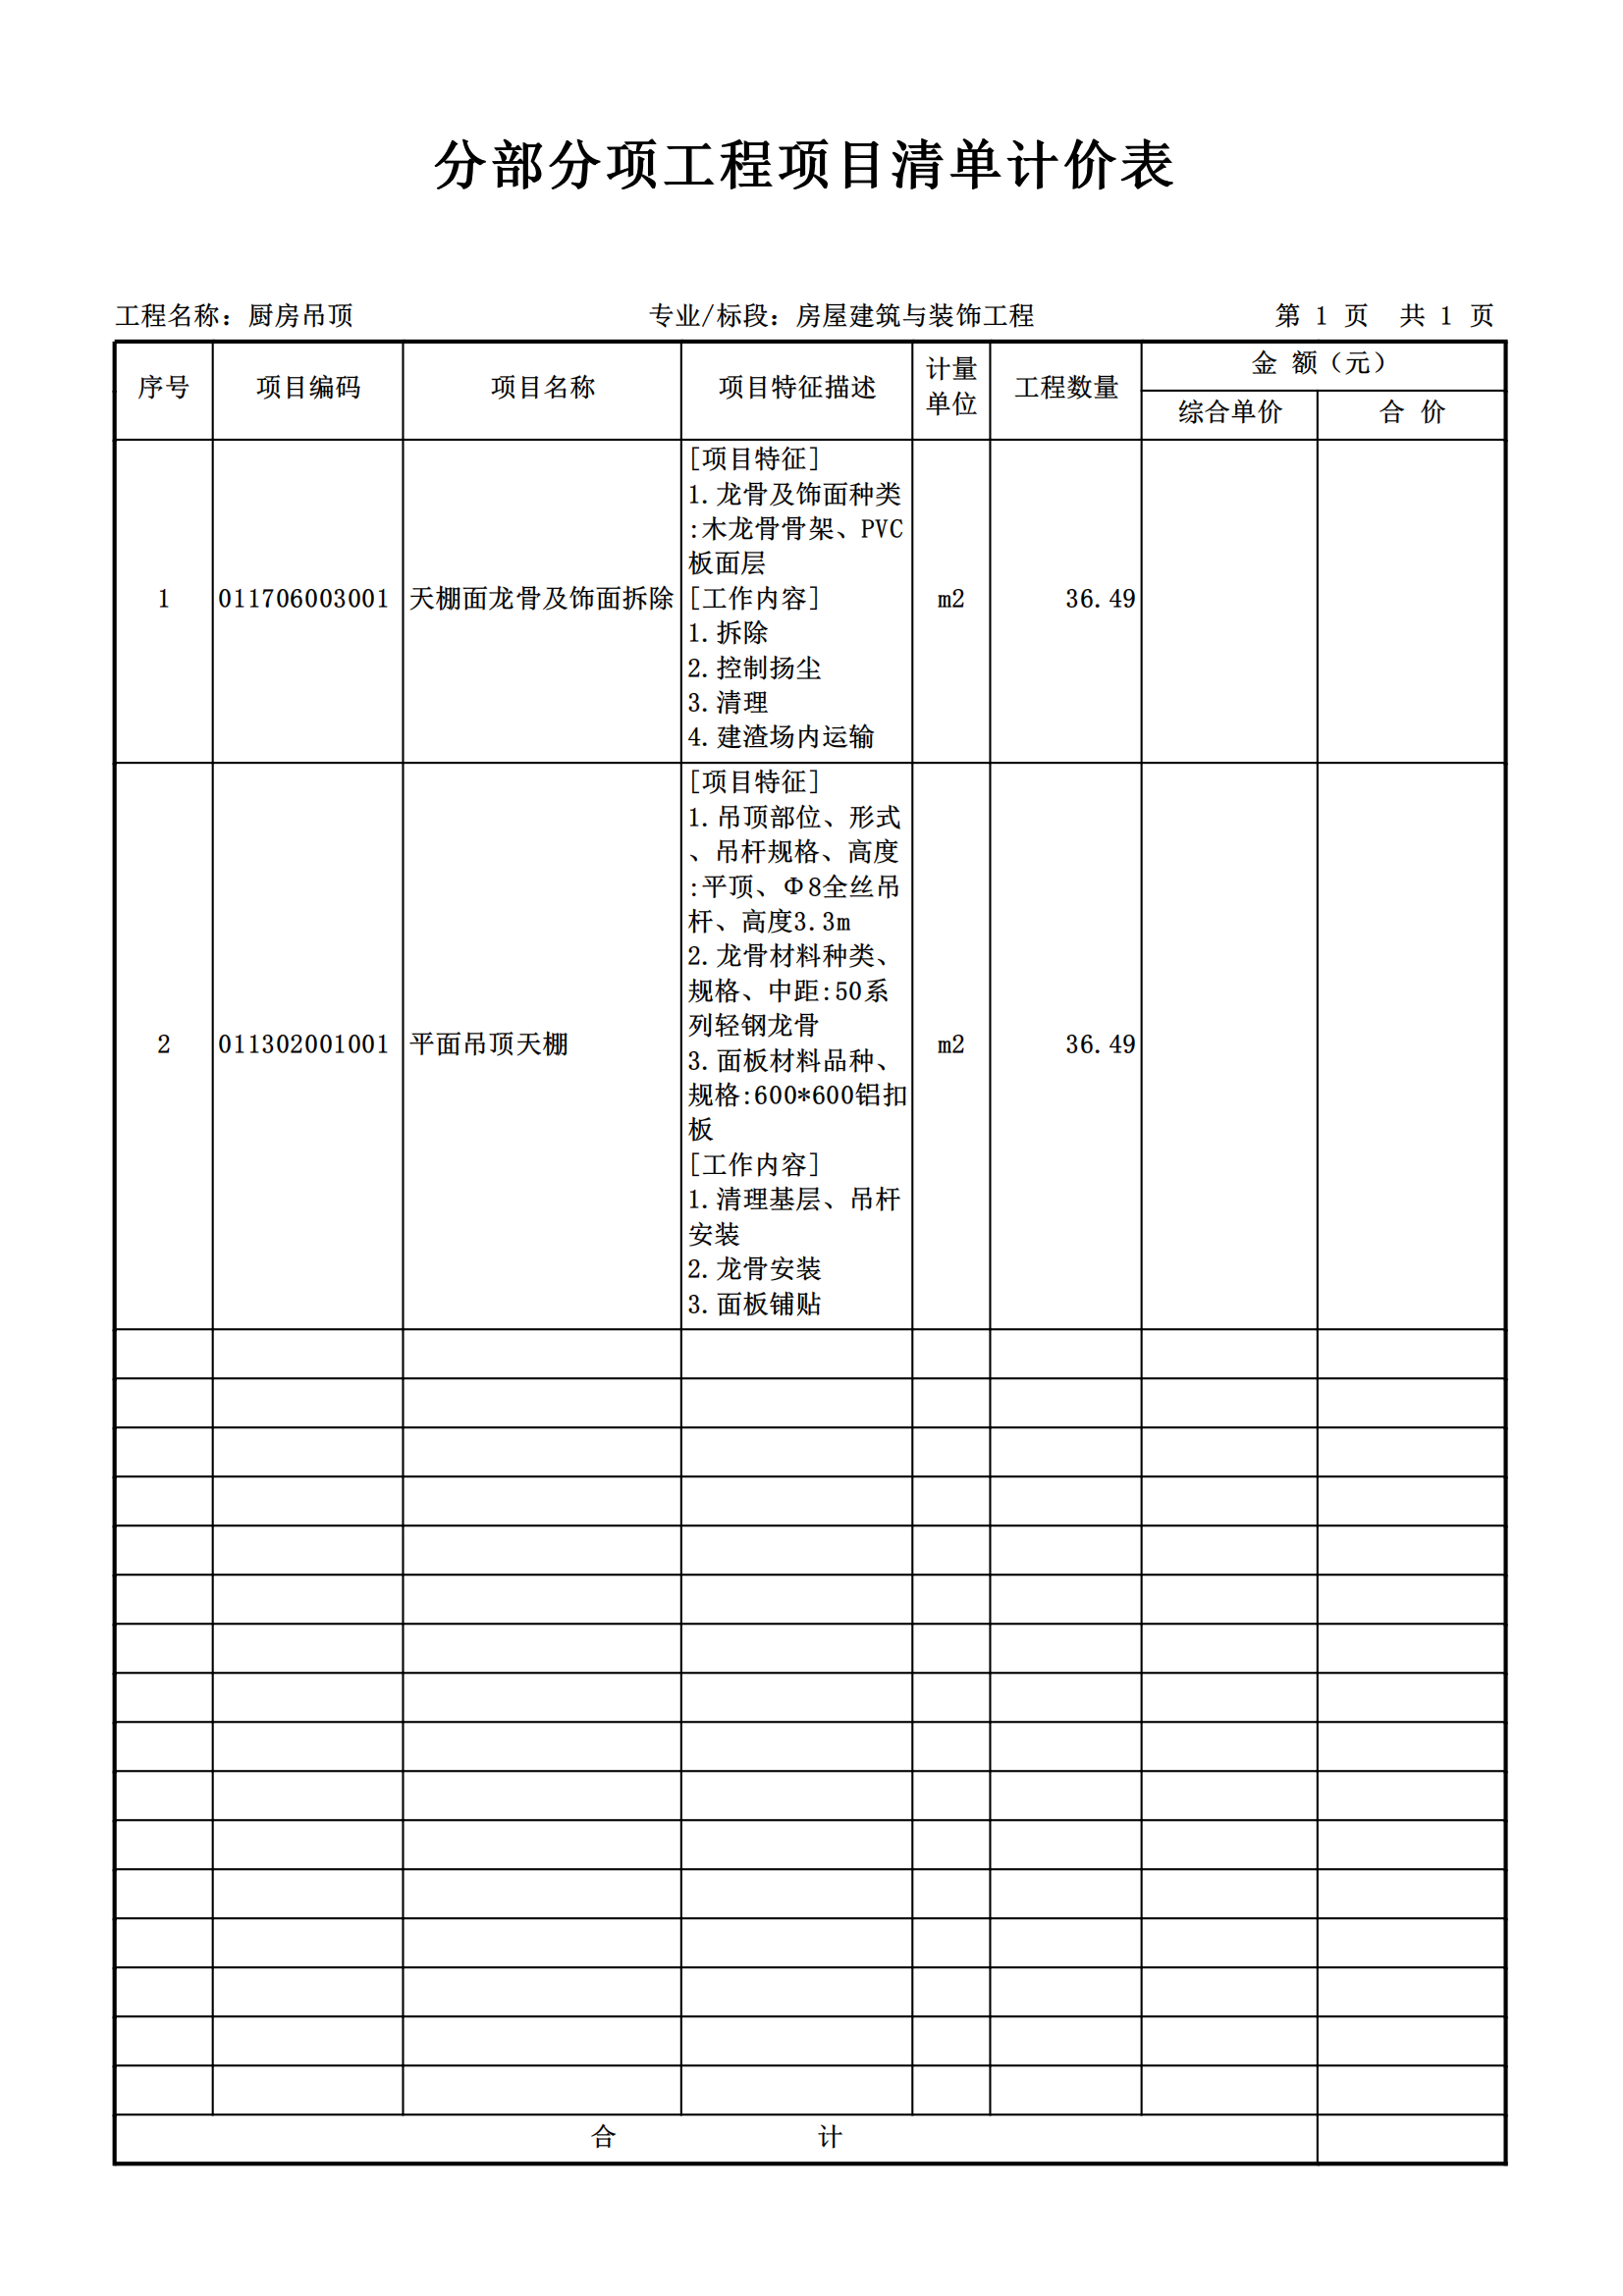 分部分项工程项目清单计价表
工程名称：厨房吊顶 专业/标段：房屋建筑与装饰工程 第 1 页 共 1 页
序号 项目编码 项目名称 项目特征描述 计量单位 工程数量 金 额（元）
综合单价 合 价
1 011706003001 天棚面龙骨及饰面拆除
[项目特征]
1.龙骨及饰面种类
:木龙骨骨架、PVC
板面层
[工作内容]
1.拆除
2.控制扬尘
3.清理
4.建渣场内运输
m2 36.49
2 011302001001 平面吊顶天棚
[项目特征]
1.吊顶部位、形式
、吊杆规格、高度
:平顶、Φ8全丝吊
杆、高度3.3m
2.龙骨材料种类、
规格、中距:50系
列轻钢龙骨
3.面板材料品种、
规格:600*600铝扣
板
[工作内容]
1.清理基层、吊杆
安装
2.龙骨安装
3.面板铺贴
m2 36.49
合 计